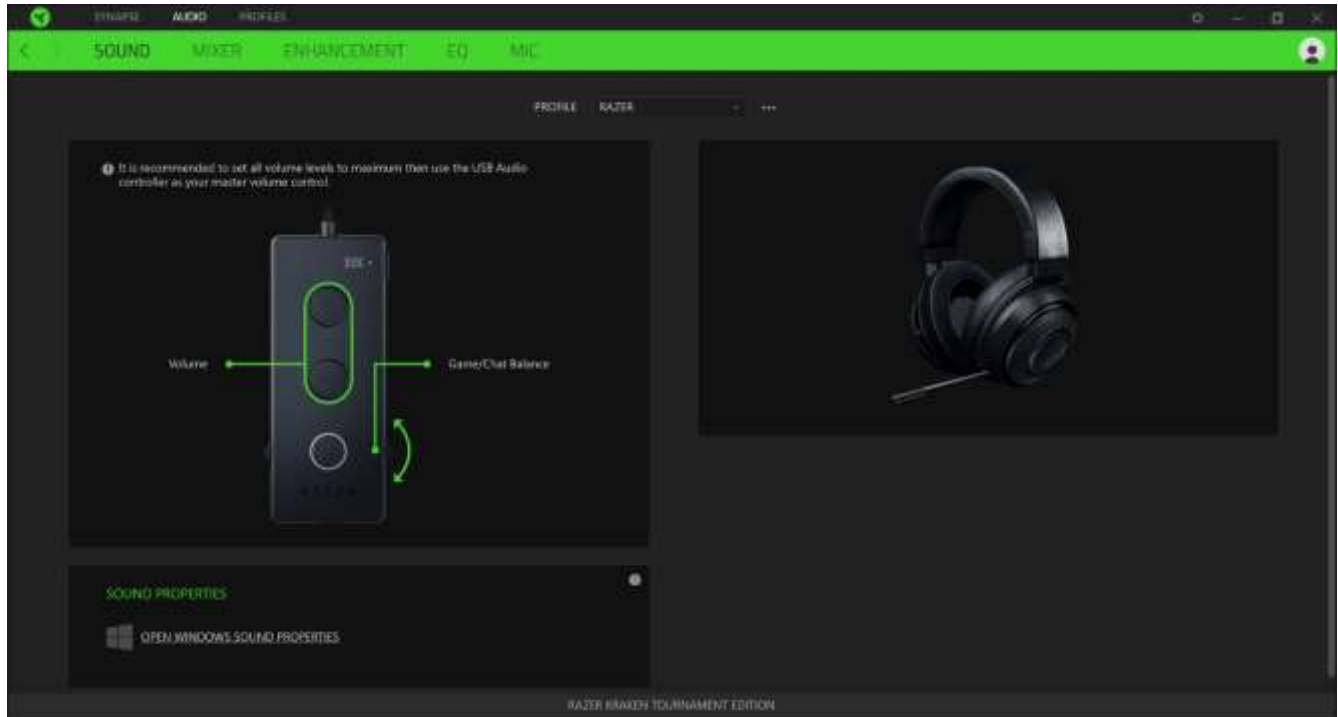 SYNAPSE AUDIO PROFILES
SOUND MIXER ENHANCEMENT EQ MIC
PROFILE RAZER
It is recommended to set all volume levels to maximum then use the USB Audio
controller as your master volume control.
Volume
Game/Chat Balance
SOUND PROPERTIES
OPEN WINDOWS SOUND PROPERTIES
RAZER KRAKEN TOURNAMENT EDITION